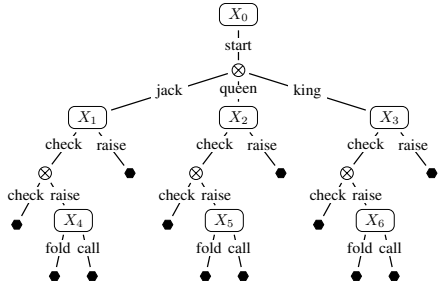 X0
start
jack queen king
X1 X2 X3
check raise check raise check raise
check raise check raise check raise
X4 X5 X6
fold call fold call fold call